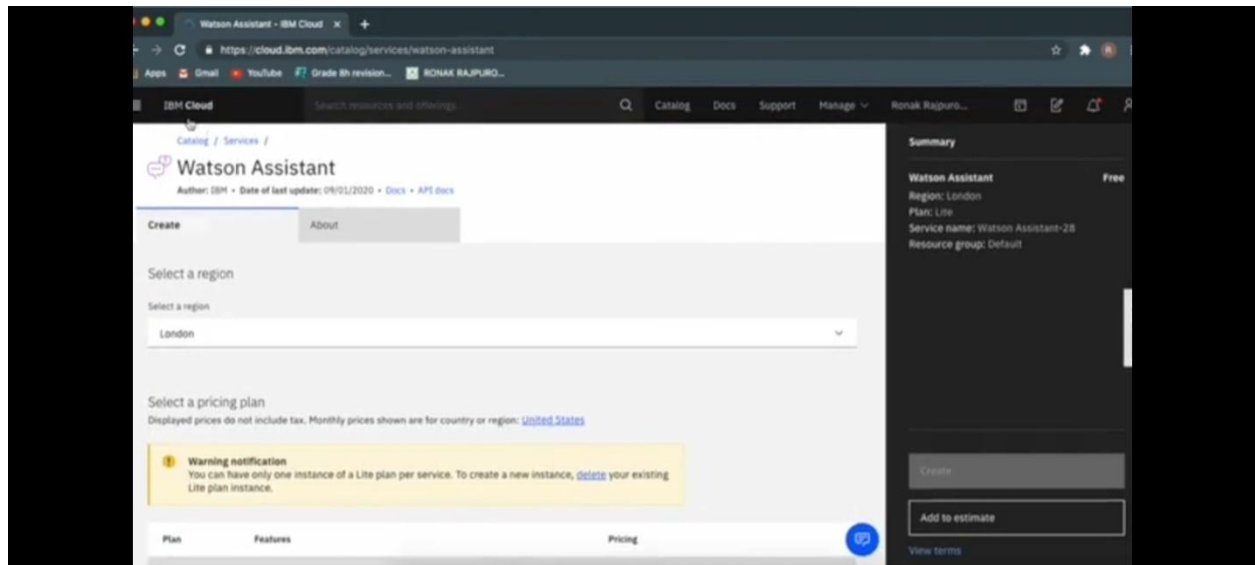 Watson Assistant - IBM Cloud
https://cloud.ibm.com/catalog/services/watson-assistant
Apps Gmail YouTube Grade 8h revision... RONAK RAJPURO...
IBM Cloud Search resources and offerings... Catalog Docs Support Manage Ronak Rajpuro...
Catalog / Services /
Watson Assistant
Author: IBM • Date of last update: 09/01/2020 • Docs • API docs
Create About
Select a region
Select a region
London
Select a pricing plan
Displayed prices do not include tax. Monthly prices shown are for country or region: United States
Warning notification
You can have only one instance of a Lite plan per service. To create a new instance, delete your existing
Lite plan instance.
Plan Features Pricing
Summary
Watson Assistant Free
Region: London
Plan: Lite
Service name: Watson Assistant-28
Resource group: Default
Create
Add to estimate
View terms